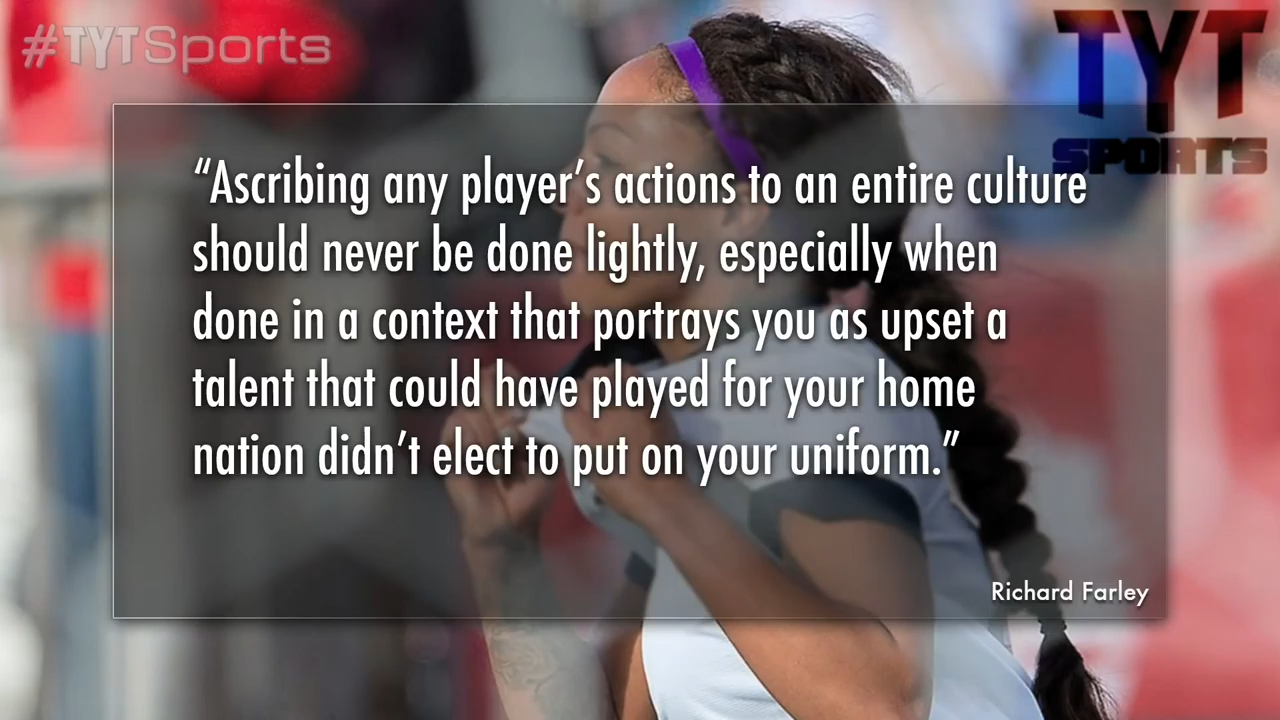 #TYTSports
TYT
SPORTS
“Ascribing any player’s actions to an entire culture
should never be done lightly, especially when
done in a context that portrays you as upset a
talent that could have played for your home
nation didn’t elect to put on your uniform.”
Richard Farley